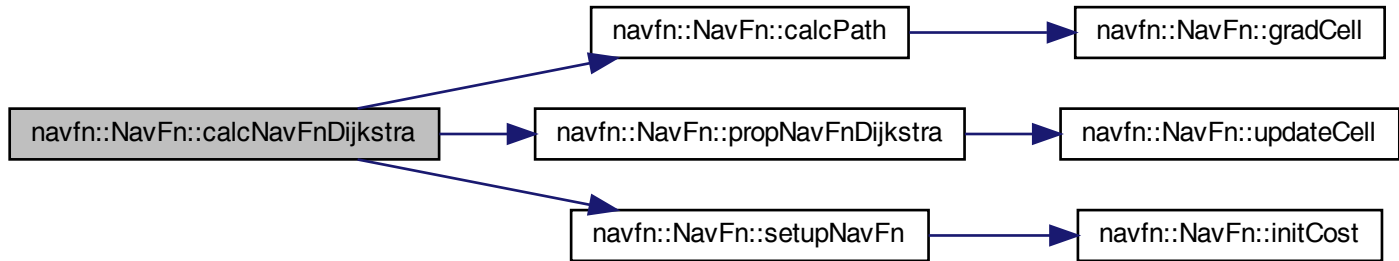 navfn::NavFn::calcPath
navfn::NavFn::gradCell
navfn::NavFn::calcNavFnDijkstra
navfn::NavFn::propNavFnDijkstra
navfn::NavFn::updateCell
navfn::NavFn::setupNavFn
navfn::NavFn::initCost